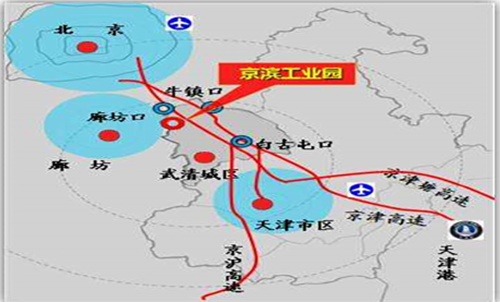 北 京
京滨工业园
牛镇口
廊坊口
白古屯口
廊 坊
武清城区
京津塘高速
天津市区
京津高速
京沪高速
天津港